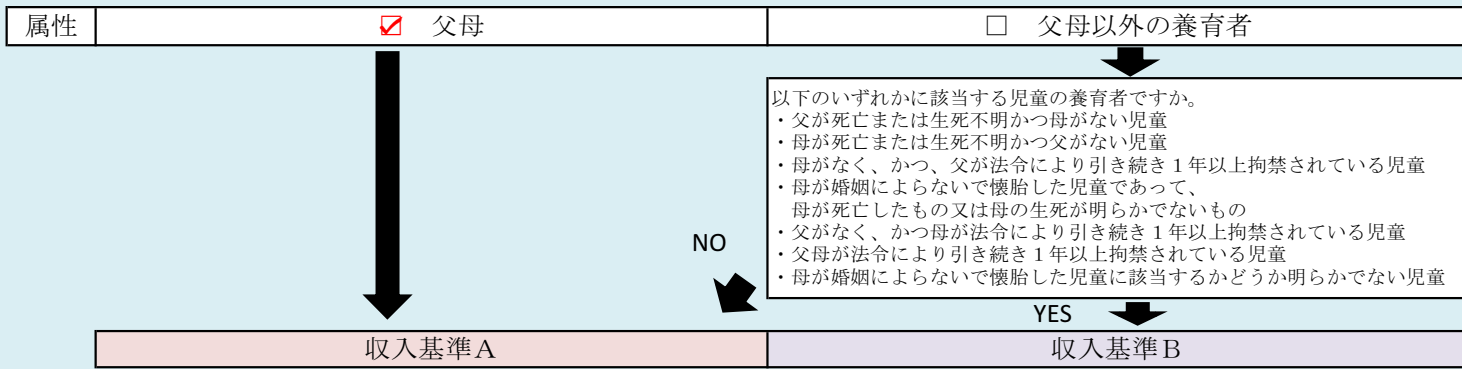 属性
☑ 父母
□ 父母以外の養育者
以下のいずれかに該当する児童の養育者ですか。
・父が死亡または生死不明かつ母がない児童
・母が死亡または生死不明かつ父がない児童
・母がなく、かつ、父が法令により引き続き１年以上拘禁されている児童
・母が婚姻によらないで懐胎した児童であって、
母が死亡したもの又は母の生死が明らかでないもの
・父がなく、かつ母が法令により引き続き１年以上拘禁されている児童
・父母が法令により引き続き１年以上拘禁されている児童
・母が婚姻によらないで懐胎した児童に該当するかどうか明らかでない児童
NO
YES
収入基準Ａ
収入基準Ｂ